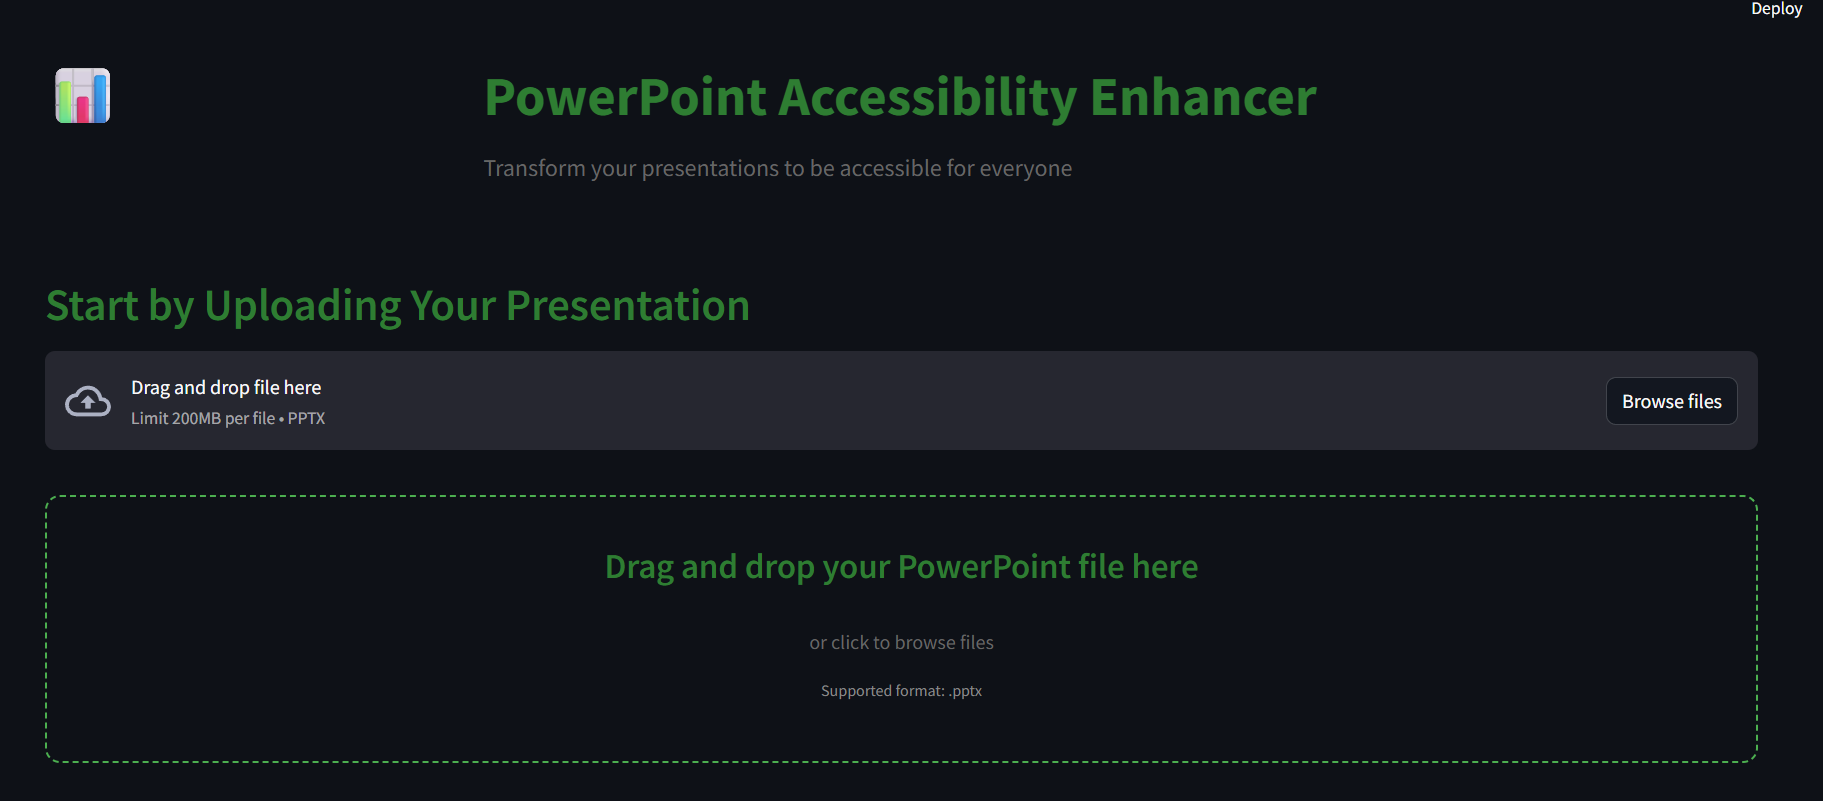 Deploy
PowerPoint Accessibility Enhancer
Transform your presentations to be accessible for everyone
Start by Uploading Your Presentation
Drag and drop file here
Limit 200MB per file • PPTX
Browse files
Drag and drop your PowerPoint file here
or click to browse files
Supported format: .pptx